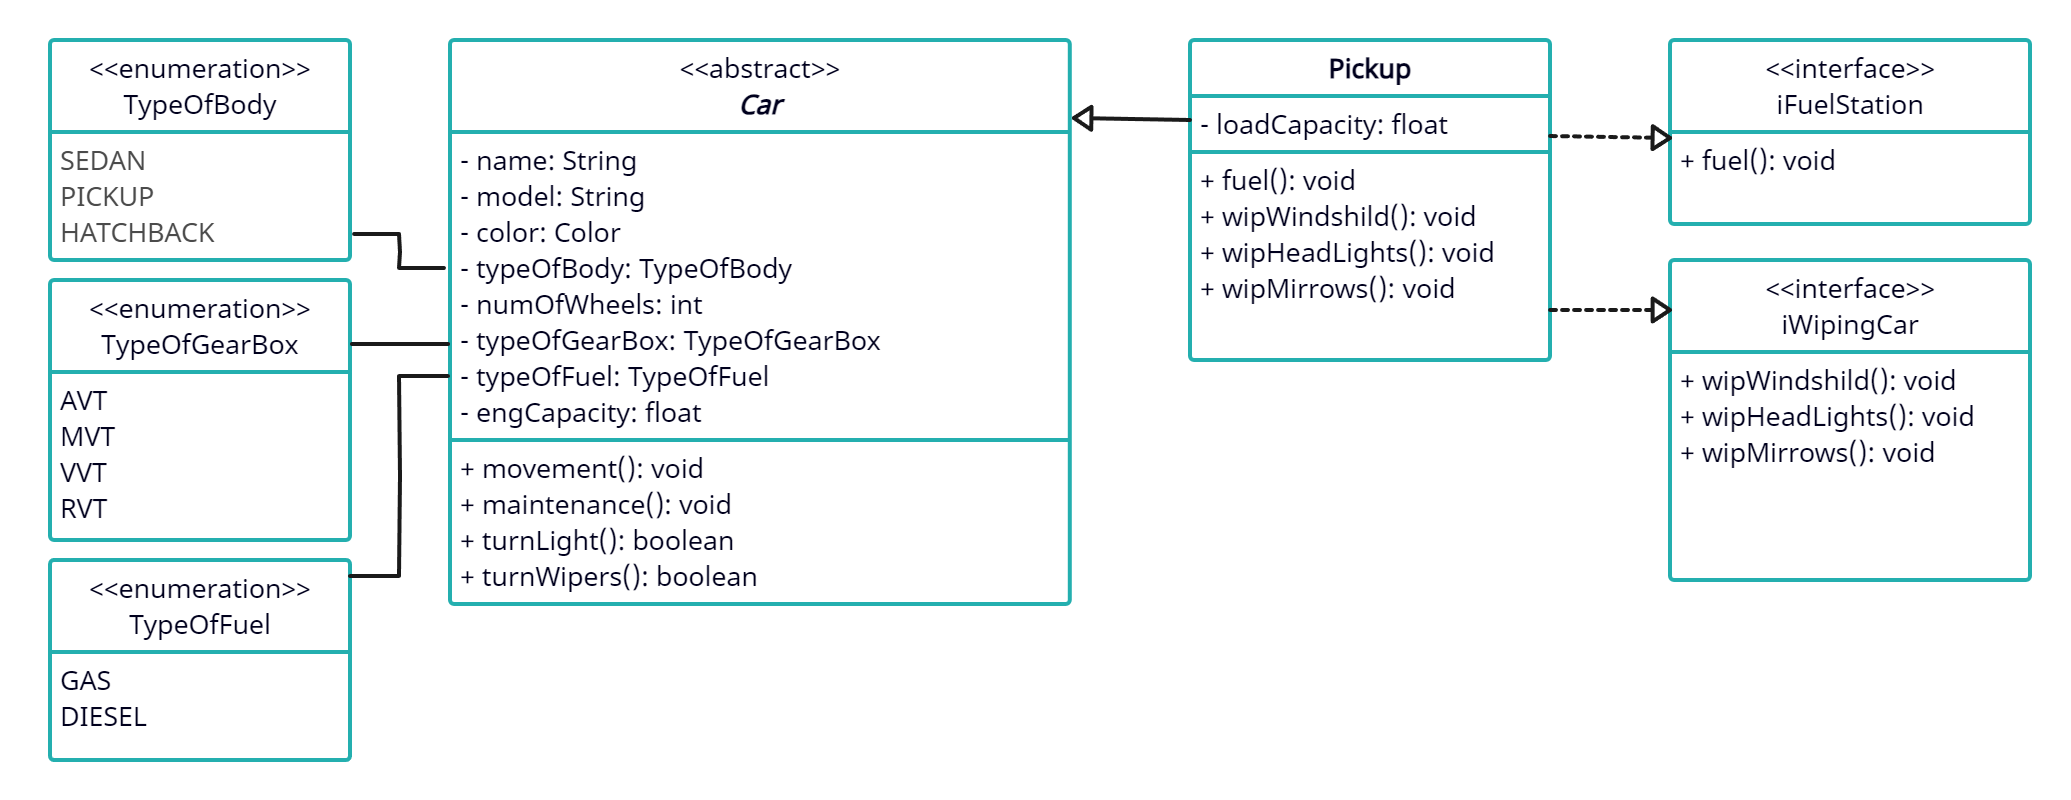 <<enumeration>>
TypeOfBody
SEDAN
PICKUP
HATCHBACK
<<enumeration>>
TypeOfGearBox
AVT
MVT
VVT
RVT
<<enumeration>>
TypeOfFuel
GAS
DIESEL
<<abstract>>
Car
- name: String
- model: String
- color: Color
- typeOfBody: TypeOfBody
- numOfWheels: int
- typeOfGearBox: TypeOfGearBox
- typeOfFuel: TypeOfFuel
- engCapacity: float
+ movement(): void
+ maintenance(): void
+ turnLight(): boolean
+ turnWipers(): boolean
Pickup
- loadCapacity: float
+ fuel(): void
+ wipWindshild(): void
+ wipHeadLights(): void
+ wipMirrows(): void
<<interface>>
iFuelStation
+ fuel(): void
<<interface>>
iWipingCar
+ wipWindshild(): void
+ wipHeadLights(): void
+ wipMirrows(): void